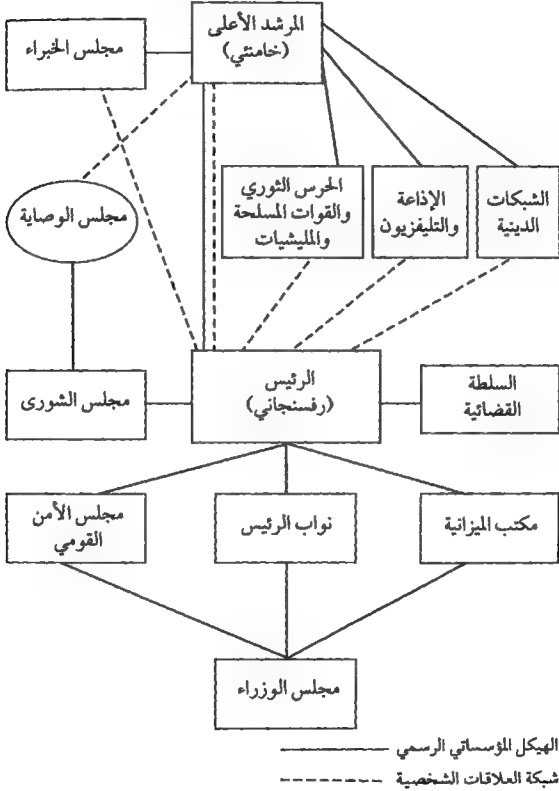 المرشد الأعلى
(خامنئي)
مجلس الخبراء
الحرس الثوري
والقوات المسلحة
والمليشيات
الإذاعة
والتليفزيون
الشبكات
الدينية
مجلس الوصاية
الرئيس
(رفسنجاني)
مجلس الشورى
السلطة
القضائية
مجلس الأمن
القومي
نواب الرئيس
مكتب الميزانية
مجلس الوزراء
الهيكل المؤسساتي الرسمي
شبكة العلاقات الشخصية